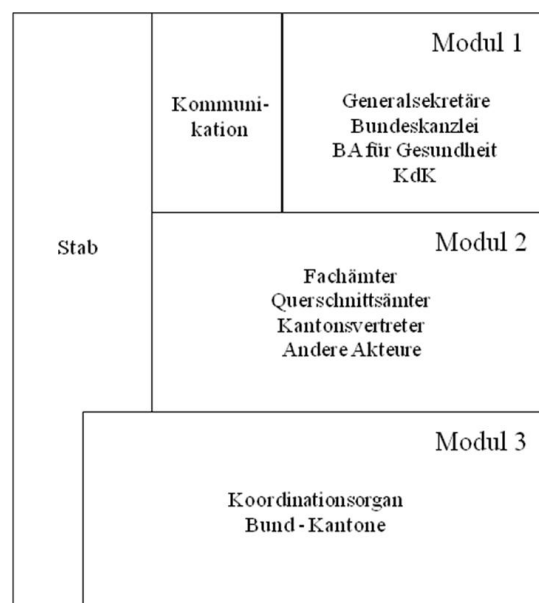 Modul 1
Kommuni-
kation
Generalsekretäre
Bundeskanzlei
BA für Gesundheit
KdK
Stab
Modul 2
Fachämter
Querschnittsämter
Kantonsvertreter
Andere Akteure
Modul 3
Koordinationsorgan
Bund - Kantone